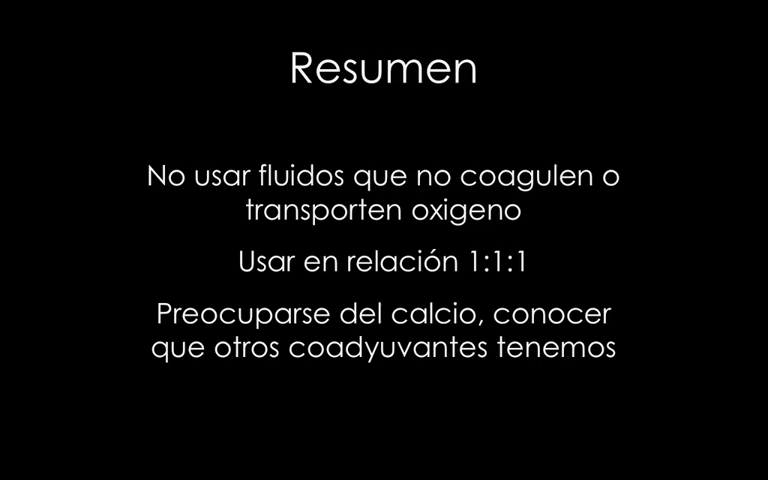 Resumen
No usar fluidos que no coagulen o
transporten oxigeno
Usar en relación 1:1:1
Preocuparse del calcio, conocer
que otros coadyuvantes tenemos